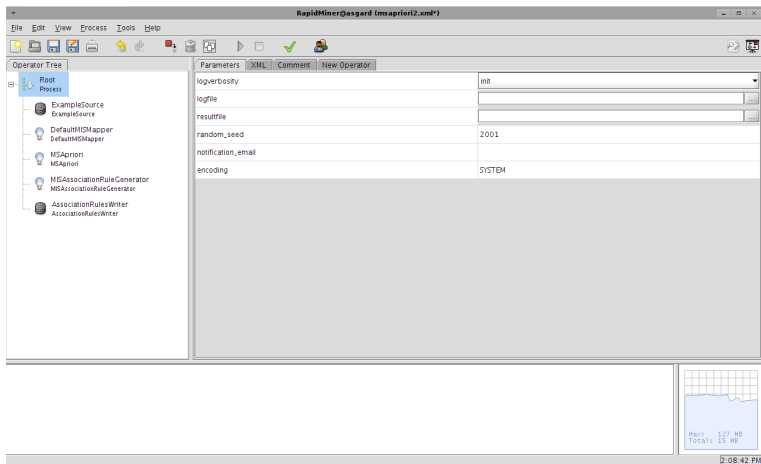 RapidMiner@asgard (msapriori2.xml*)
File Edit View Process Tools Help
Operator Tree
Root
Process
ExampleSource
ExampleSource
DefaultMISMapper
DefaultMISMapper
MSApriori
MSApriori
MISAssociationRuleGenerator
MISAssociationRuleGenerator
AssociationRulesWriter
AssociationRulesWriter
Parameters XML Comment New Operator
logverbosity init
logfile ...
resultfile ...
random_seed 2001
notification_email
encoding SYSTEM
Max: 127 MB
Total: 15 MB
2:08:42 PM